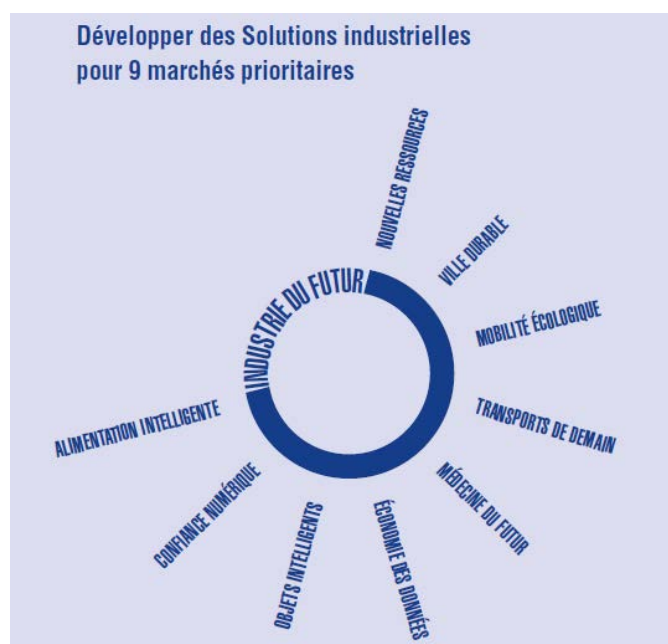 Développer des Solutions industrielles
pour 9 marchés prioritaires
INDUSTRIE DU FUTUR
NOUVELLES RESSOURCES
VILLE DURABLE
MOBILITÉ ÉCOLOGIQUE
TRANSPORTS DE DEMAIN
MÉDECINE DU FUTUR
ÉCONOMIE DES DONNÉES
OBJETS INTELLIGENTS
CONFIANCE NUMÉRIQUE
ALIMENTATION INTELLIGENTE